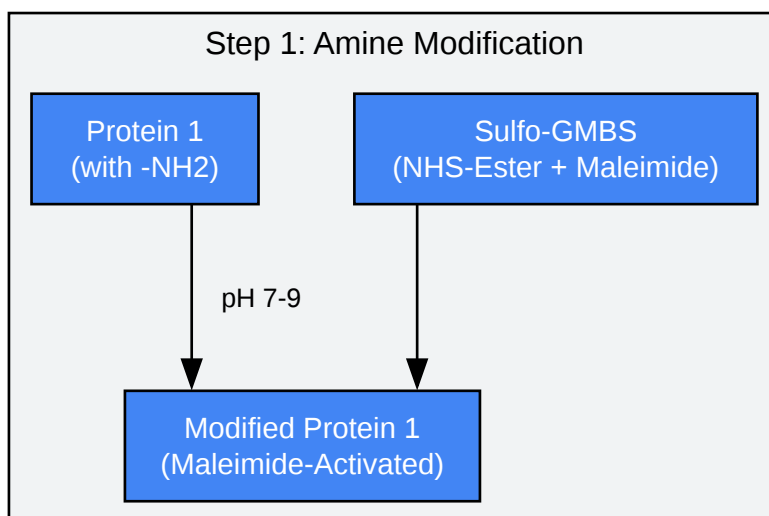 Step 1: Amine Modification
Protein 1
(with -NH2)
Sulfo-GMBS
(NHS-Ester + Maleimide)
pH 7-9
Modified Protein 1
(Maleimide-Activated)